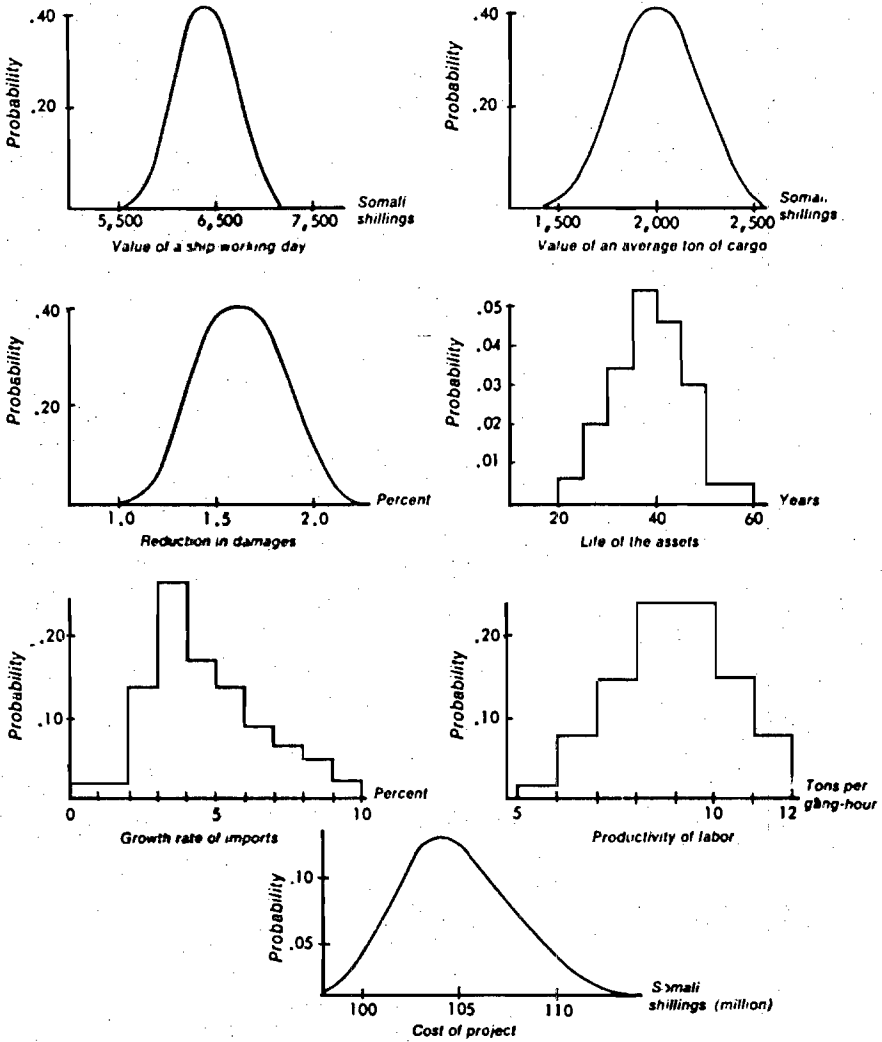 .40
.20
Probability
5,500 6,500 7,500
Somali
shillings
Value of a ship working day
.40
.20
Probability
1,500 2,000 2,500
Somali
shillings
Value of an average ton of cargo
.40
.20
Probability
1.0 1.5 2.0
Percent
Reduction in damages
.05
.04
.03
.02
.01
Probability
20 40 60
Years
Life of the assets
.20
.10
Probability
0 5 10
Percent
Growth rate of imports
.20
.10
Probability
5 10 12
Tons per
gang-hour
Productivity of labor
.10
.05
Probability
100 105 110
Somali
shillings (million)
Cost of project